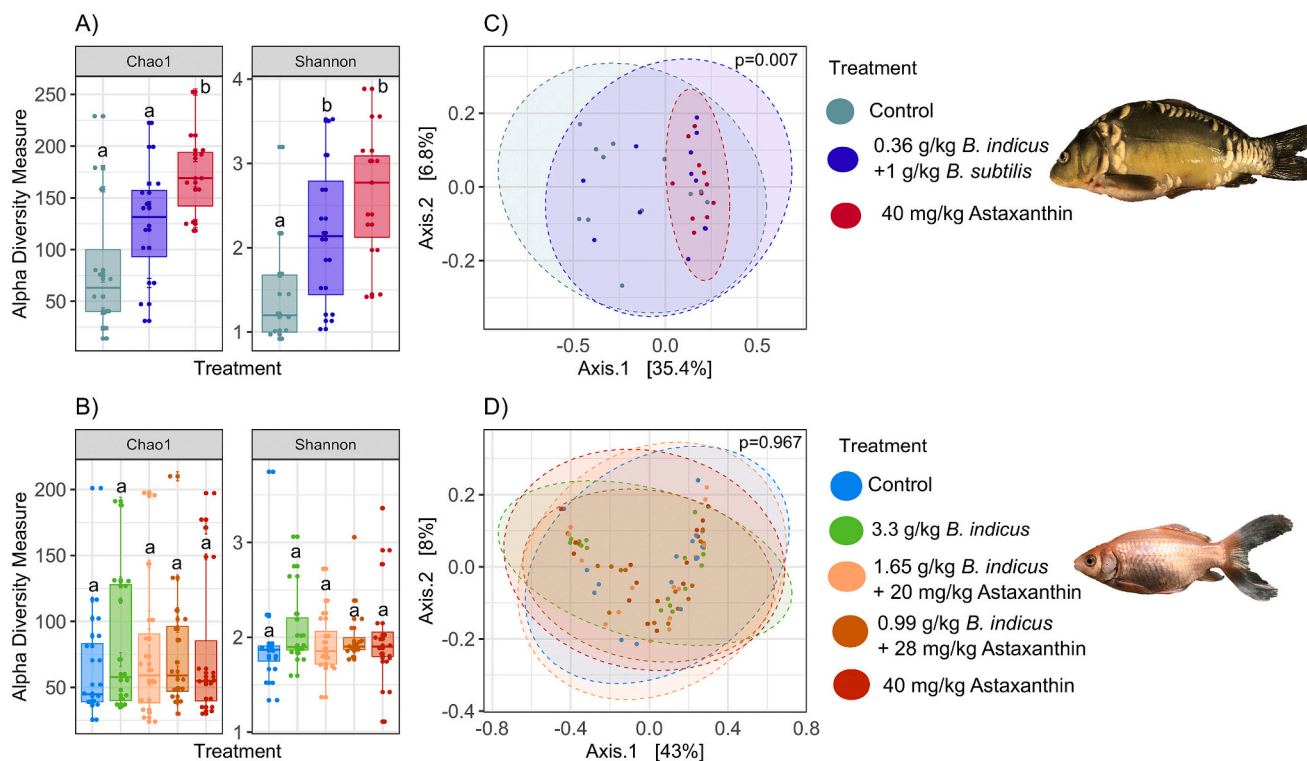 A)
Chao1
Shannon
Alpha Diversity Measure
250
200
150
100
50
a
a
b
4
3
2
1
a
b
b
Treatment
C)
p=0.007
Axis.2 [6.8%]
0.2
0.0
-0.2
-0.5
0.0
0.5
Axis.1 [35.4%]
Treatment
Control
0.36 g/kg B. indicus
+1 g/kg B. subtilis
40 mg/kg Astaxanthin
B)
Chao1
Shannon
Alpha Diversity Measure
200
150
100
50
a
a
a
a
a
3
2
1
a
a
a
a
a
Treatment
D)
p=0.967
Axis.2 [8%]
0.2
0.0
-0.2
-0.4
-0.8
-0.4
0.0
0.4
0.8
Axis.1 [43%]
Treatment
Control
3.3 g/kg B. indicus
1.65 g/kg B. indicus
+ 20 mg/kg Astaxanthin
0.99 g/kg B. indicus
+ 28 mg/kg Astaxanthin
40 mg/kg Astaxanthin